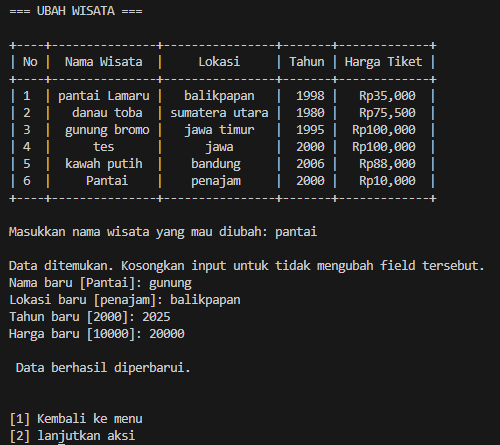 === UBAH WISATA ===
+----+---------------+----------------+-------+-------------+
| No |  Nama Wisata  |     Lokasi     | Tahun | Harga Tiket |
+----+---------------+----------------+-------+-------------+
| 1  | pantai Lamaru |   balikpapan   |  1998 |   Rp35,000  |
| 2  |   danau toba  | sumatera utara |  1980 |   Rp75,500  |
| 3  |  gunung bromo |   jawa timur   |  1995 |  Rp100,000  |
| 4  |      tes      |      jawa      |  2000 |  Rp100,000  |
| 5  |  kawah putih  |    bandung     |  2006 |   Rp88,000  |
| 6  |     Pantai    |    penajam     |  2000 |   Rp10,000  |
+----+---------------+----------------+-------+-------------+
Masukkan nama wisata yang mau diubah: pantai
Data ditemukan. Kosongkan input untuk tidak mengubah field tersebut.
Nama baru [Pantai]: gunung
Lokasi baru [penajam]: balikpapan
Tahun baru [2000]: 2025
Harga baru [10000]: 20000
Data berhasil diperbarui.
[1] Kembali ke menu
[2] lanjutkan aksi